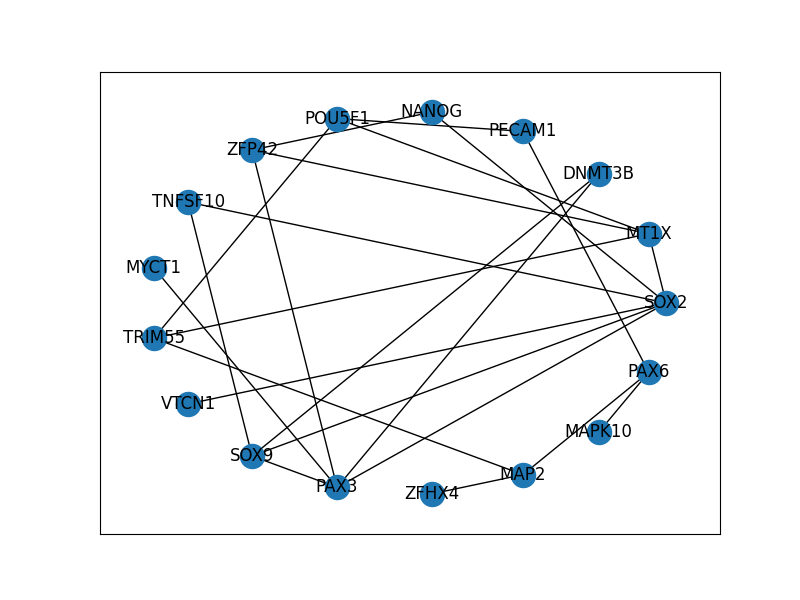 NANOG
POU5F1
PECAM1
ZFP42
DNMT3B
TNFSF10
MT1X
MYCT1
SOX2
TRIM55
PAX6
VTCN1
MAPK10
SOX9
MAP2
PAX3
ZFHX4